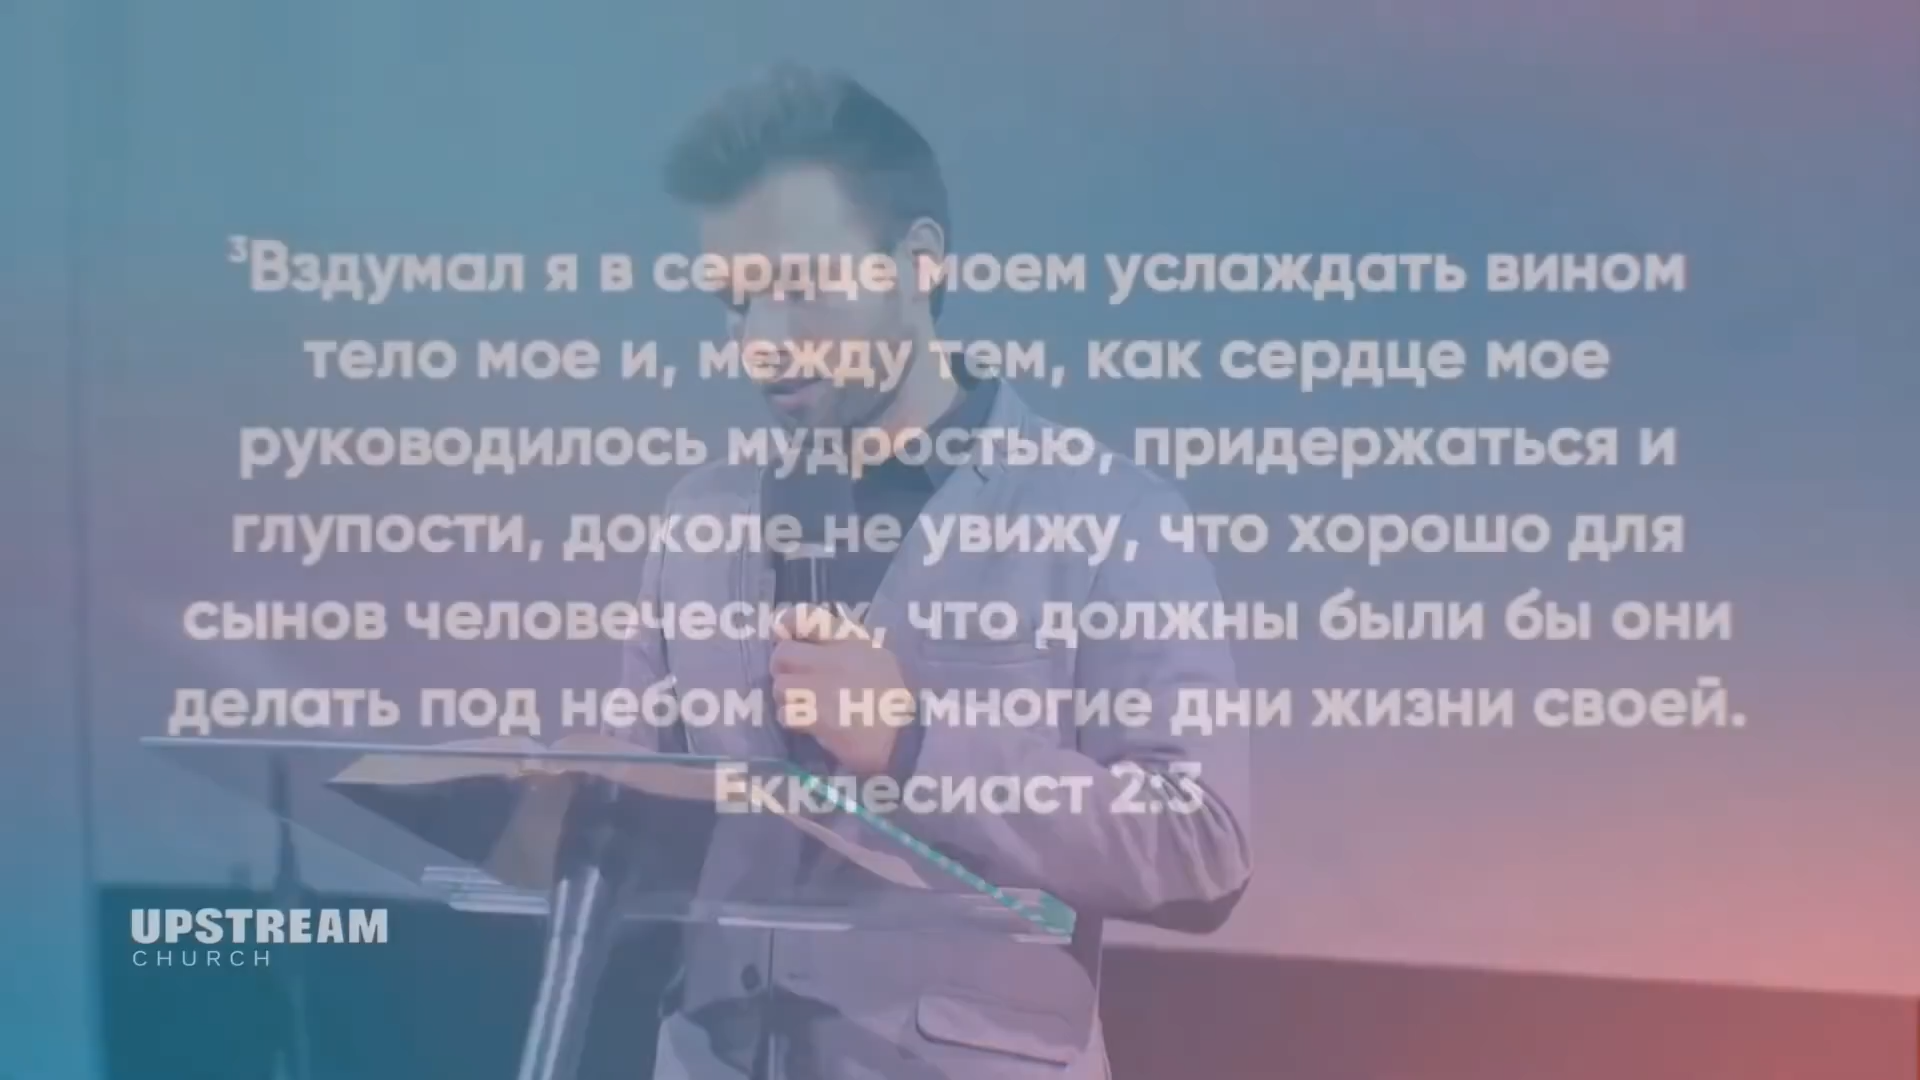 ³Вздумал я в сердце моем услаждать вином
тело мое и, между тем, как сердце мое
руководилось мудростью, придержаться и
глупости, доколе не увижу, что хорошо для
сынов человеческих, что должны были бы они
делать под небом в немногие дни жизни своей.
Екклесиаст 2:3
UPSTREAM
CHURCH